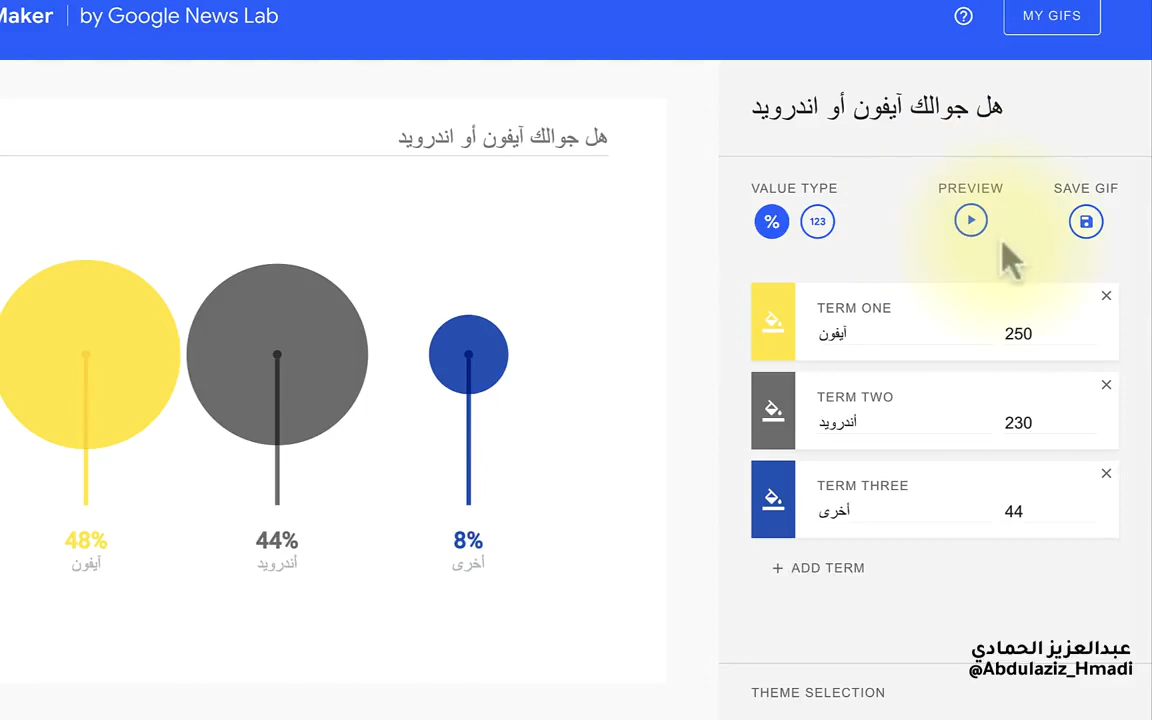 Maker | by Google News Lab
MY GIFS
هل جوالك آيفون أو اندرويد
هل جوالك آيفون أو اندرويد
VALUE TYPE
PREVIEW
SAVE GIF
%
123
TERM ONE
آيفون
250
TERM TWO
أندرويد
230
TERM THREE
أخرى
44
+ ADD TERM
48%
44%
8%
آيفون
أندرويد
أخرى
عبدالعزيز الحمادي
@Abdulaziz_Hmadi
THEME SELECTION